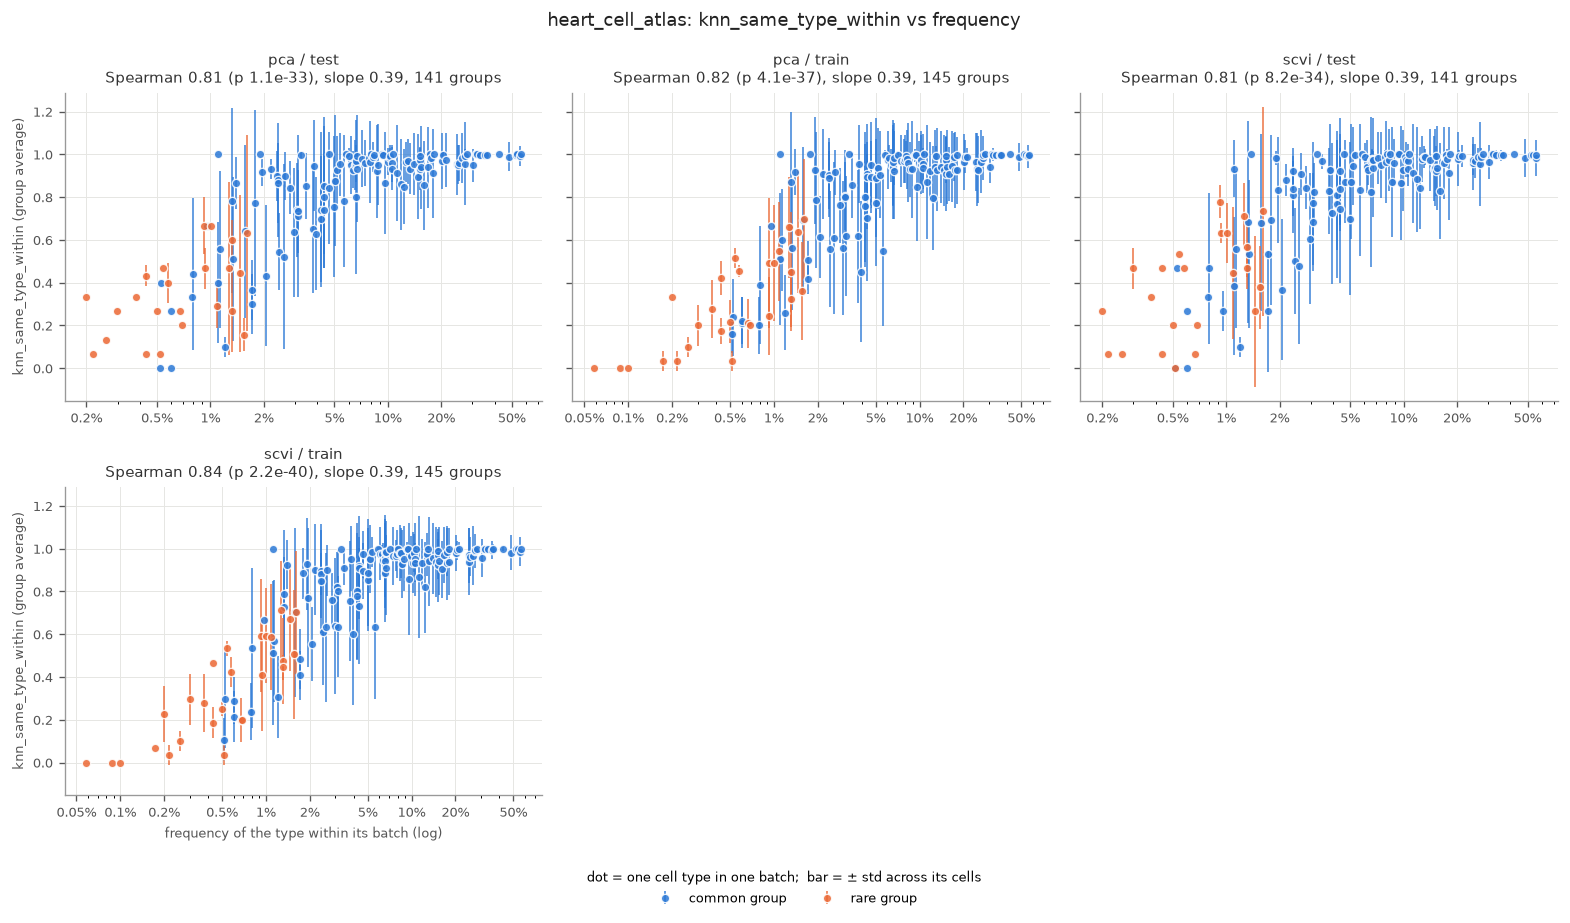 heart_cell_atlas: knn_same_type_within vs frequency
pca / test
Spearman 0.81 (p 1.1e-33), slope 0.39, 141 groups
pca / train
Spearman 0.82 (p 4.1e-37), slope 0.39, 145 groups
scvi / test
Spearman 0.81 (p 8.2e-34), slope 0.39, 141 groups
knn_same_type_within (group average)
1.2
1.0
0.8
0.6
0.4
0.2
0.0
0.2% 0.5% 1% 2% 5% 10% 20% 50%
0.05% 0.1% 0.2% 0.5% 1% 2% 5% 10% 20% 50%
0.2% 0.5% 1% 2% 5% 10% 20% 50%
scvi / train
Spearman 0.84 (p 2.2e-40), slope 0.39, 145 groups
knn_same_type_within (group average)
1.2
1.0
0.8
0.6
0.4
0.2
0.0
0.05% 0.1% 0.2% 0.5% 1% 2% 5% 10% 20% 50%
frequency of the type within its batch (log)
dot = one cell type in one batch;  bar = ± std across its cells
common group
rare group